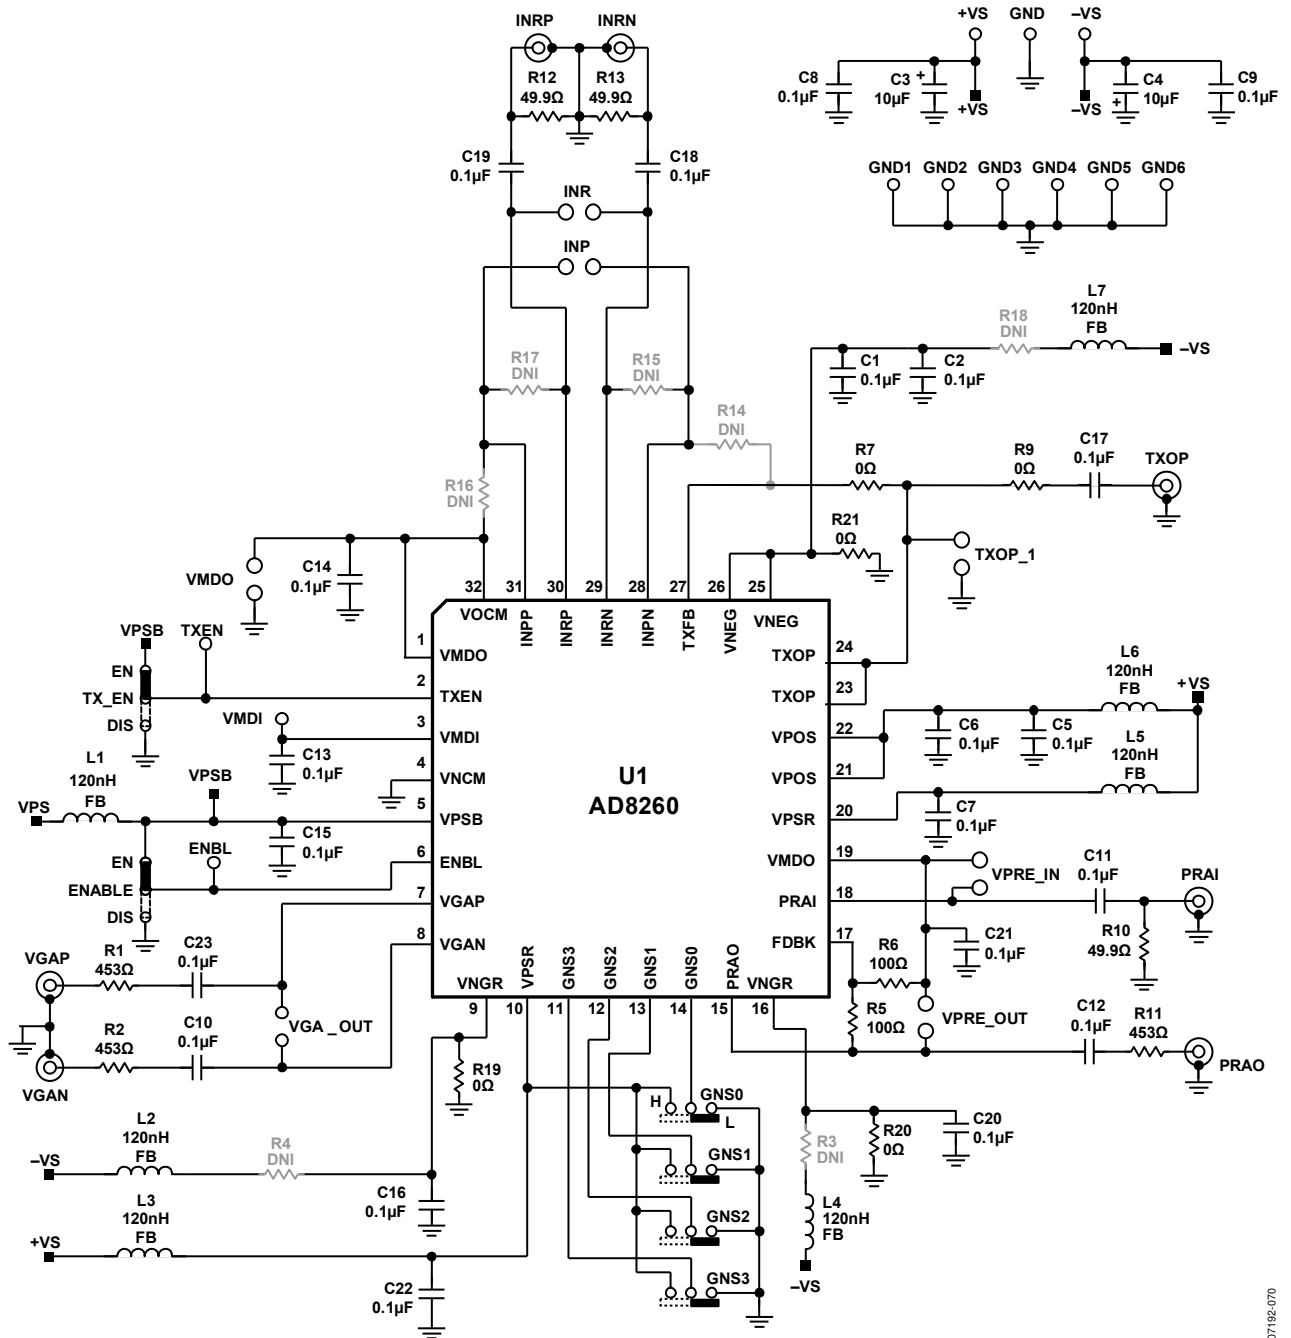 INRP INRN
R12 R13
49.9Ω 49.9Ω
C19
0.1µF
C18
0.1µF
INR
INP
+VS GND –VS
C8
0.1µF
C3
10µF
+
+VS
–VS
C4
10µF
+
C9
0.1µF
GND1 GND2 GND3 GND4 GND5 GND6
L7
120nH
FB
R18
DNI
–VS
C1
0.1µF
C2
0.1µF
R17
DNI
R15
DNI
R14
DNI
R16
DNI
R7
0Ω
R9
0Ω
C17
0.1µF
TXOP
R21
0Ω
TXOP_1
VMDO
C14
0.1µF
32 31 30 29 28 27 26 25
VOCM INPP INRP INRN INPN TXFB VNEG VNEG
VPSB TXEN
EN
TX_EN
DIS
1 VMDO
2 TXEN
3 VMDI
4 VNCM
5 VPSB
6 ENBL
7 VGAP
8 VGAN
U1
AD8260
TXOP 24
TXOP 23
VPOS 22
VPOS 21
VPSR 20
VMDO 19
PRAI 18
FDBK 17
VMDI
C13
0.1µF
L1
120nH
FB
VPS
VPSB
C15
0.1µF
ENBL
EN
ENABLE
DIS
L6
120nH
FB
+VS
C6
0.1µF
C5
0.1µF
L5
120nH
FB
C7
0.1µF
VPRE_IN
C11
0.1µF
PRAI
R10
49.9Ω
C21
0.1µF
R6
100Ω
R5
100Ω
VPRE_OUT
C12
0.1µF
R11
453Ω
PRAO
VGAP
R1
453Ω
C23
0.1µF
R2
453Ω
C10
0.1µF
VGA_OUT
VGAN
VNGR VPSR GNS3 GNS2 GNS1 GNS0 PRAO VNGR
9 10 11 12 13 14 15 16
R19
0Ω
H
L
GNS0
GNS1
GNS2
GNS3
L2
120nH
FB
–VS
R4
DNI
C16
0.1µF
L3
120nH
FB
+VS
C22
0.1µF
R3
DNI
R20
0Ω
C20
0.1µF
L4
120nH
FB
–VS
07192-070